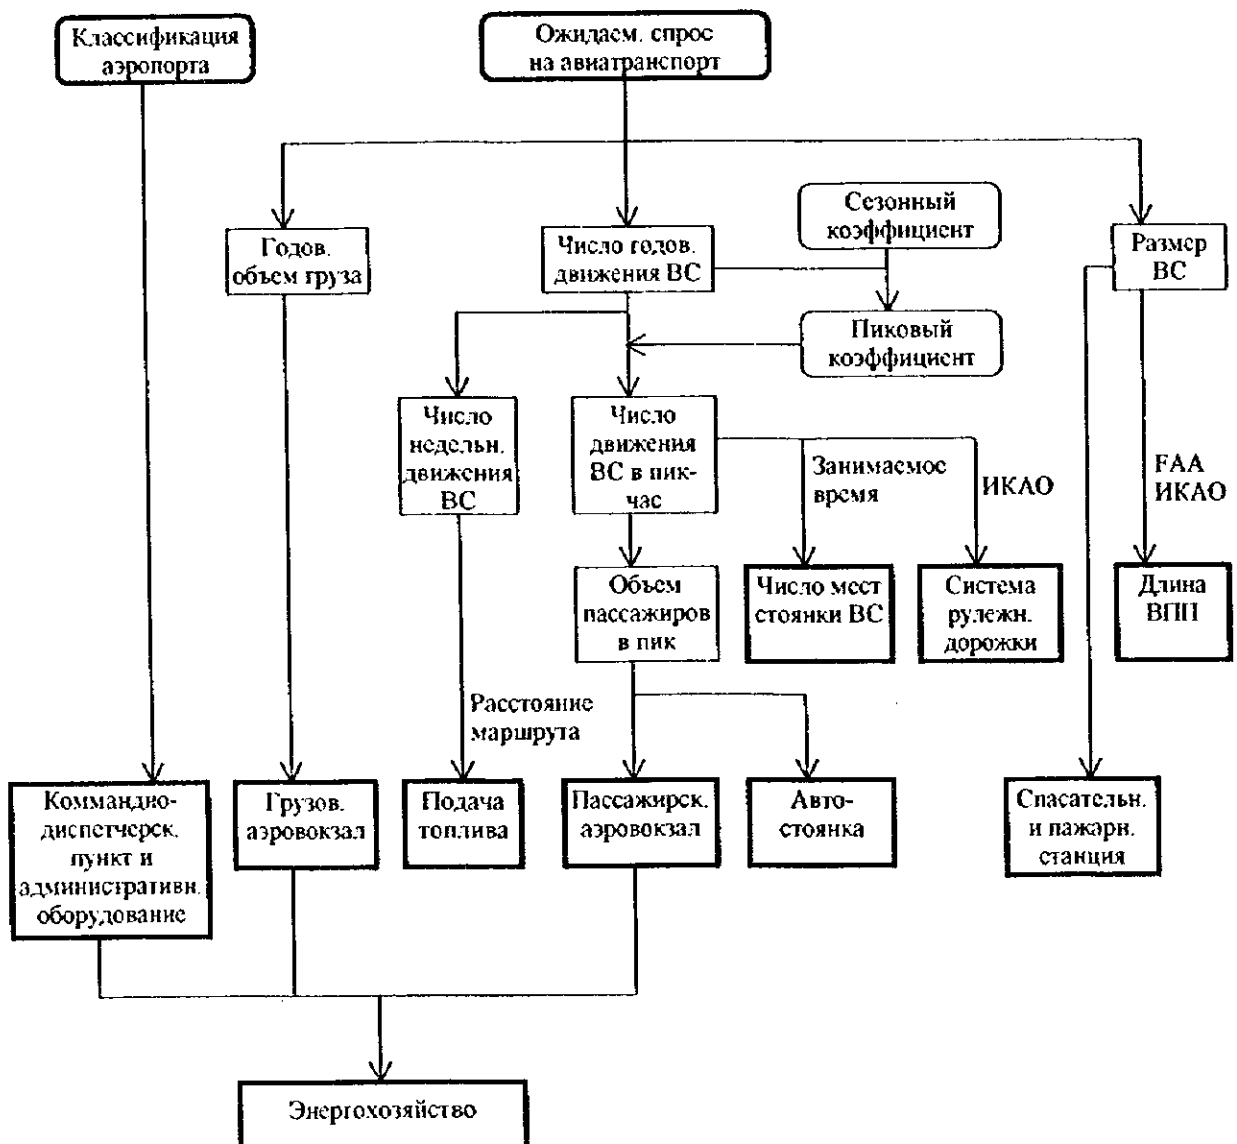 Классификация
аэропорта
Ожидаем. спрос
на авиатранспорт
Сезонный
коэффициент
Годов.
объем груза
Число годов.
движения ВС
Размер
ВС
Пиковый
коэффициент
Число
недельн.
движения
ВС
Число
движения
ВС в пик-
час
Занимаемое
время
ИКАО
FAA
ИКАО
Объем
пассажиров
в пик
Число мест
стоянки ВС
Система
рулежн.
дорожки
Длина
ВПП
Расстояние
маршрута
Коммандно-
диспетчерск.
пункт и
административн.
оборудование
Грузов.
аэровокзал
Подача
топлива
Пассажирск.
аэровокзал
Авто-
стоянка
Спасательн.
и пажарн.
станция
Энергохозяйство